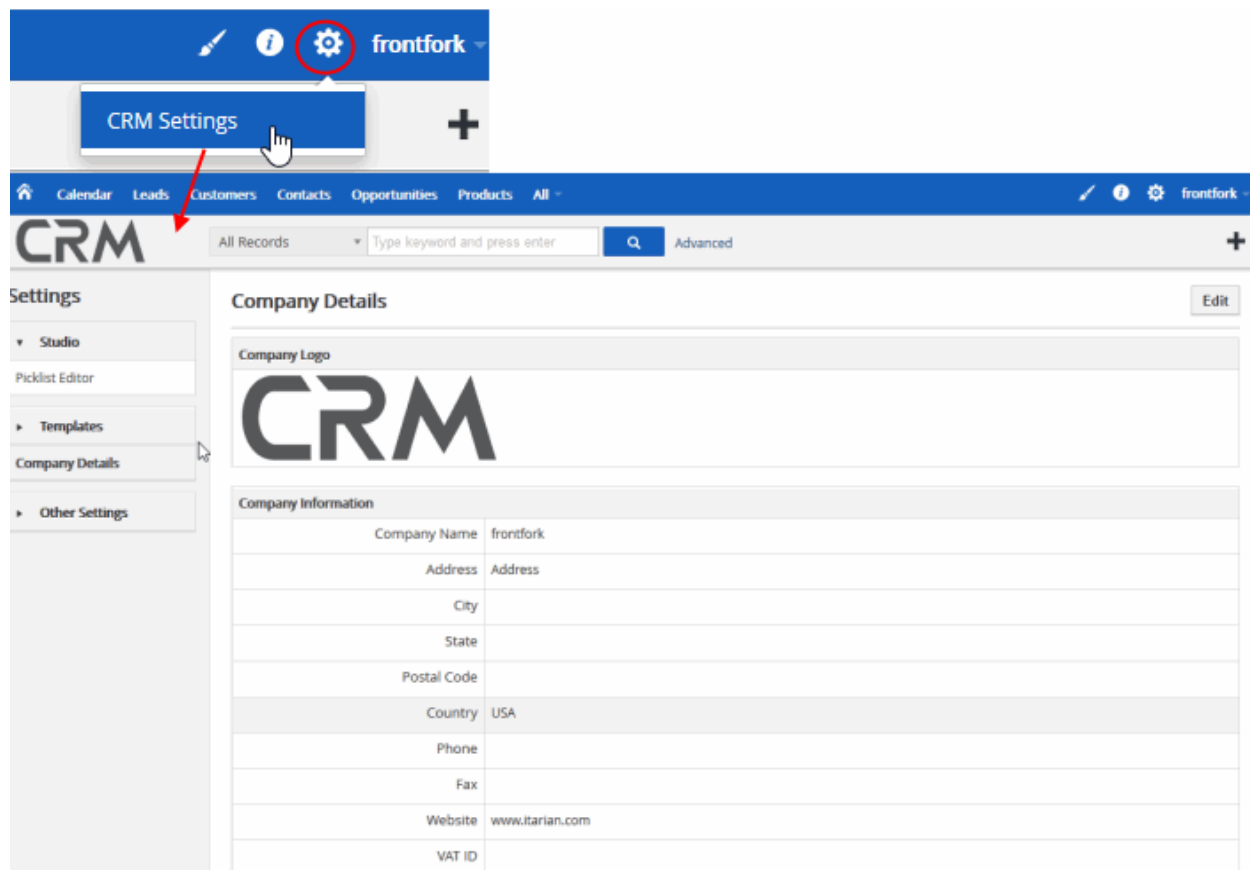 frontfork
CRM Settings
Calendar Leads Customers Contacts Opportunities Products All frontfork
CRM All Records Type keyword and press enter Advanced
Settings
Company Details Edit
Studio
Company Logo
Picklist Editor
CRM
Templates
Company Details
Company Information
Other Settings
Company Name frontfork
Address Address
City
State
Postal Code
Country USA
Phone
Fax
Website www.itarian.com
VAT ID